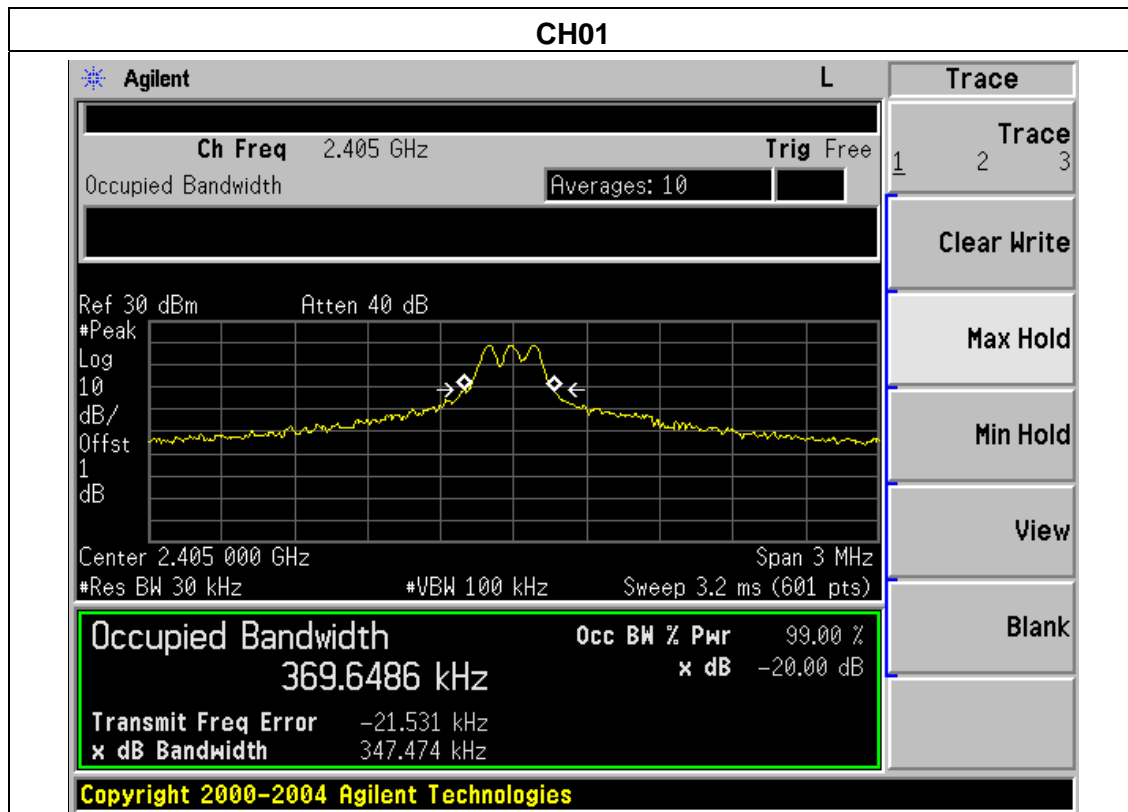 CH01
Agilent L Trace
Ch Freq 2.405 GHz Trig Free
Occupied Bandwidth Averages: 10
Trace
1 2 3
Clear Write
Ref 30 dBm Atten 40 dB
#Peak
Log
10
dB/
Offst
1
dB
Max Hold
Min Hold
View
Center 2.405 000 GHz Span 3 MHz
#Res BW 30 kHz #VBW 100 kHz Sweep 3.2 ms (601 pts)
Blank
Occupied Bandwidth Occ BW % Pwr 99.00 %
369.6486 kHz x dB -20.00 dB
Transmit Freq Error -21.531 kHz
x dB Bandwidth 347.474 kHz
Copyright 2000-2004 Agilent Technologies